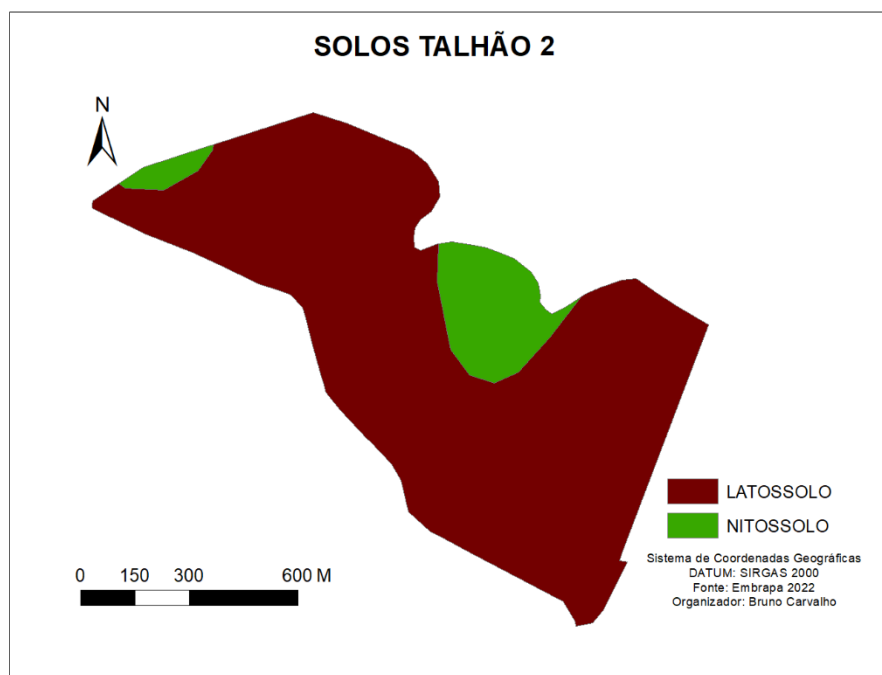 SOLOS TALHÃO 2
N
LATOSSOLO
NITOSSOLO
Sistema de Coordenadas Geográficas
DATUM: SIRGAS 2000
Fonte: Embrapa 2022
Organizador: Bruno Carvalho
0 150 300 600 M